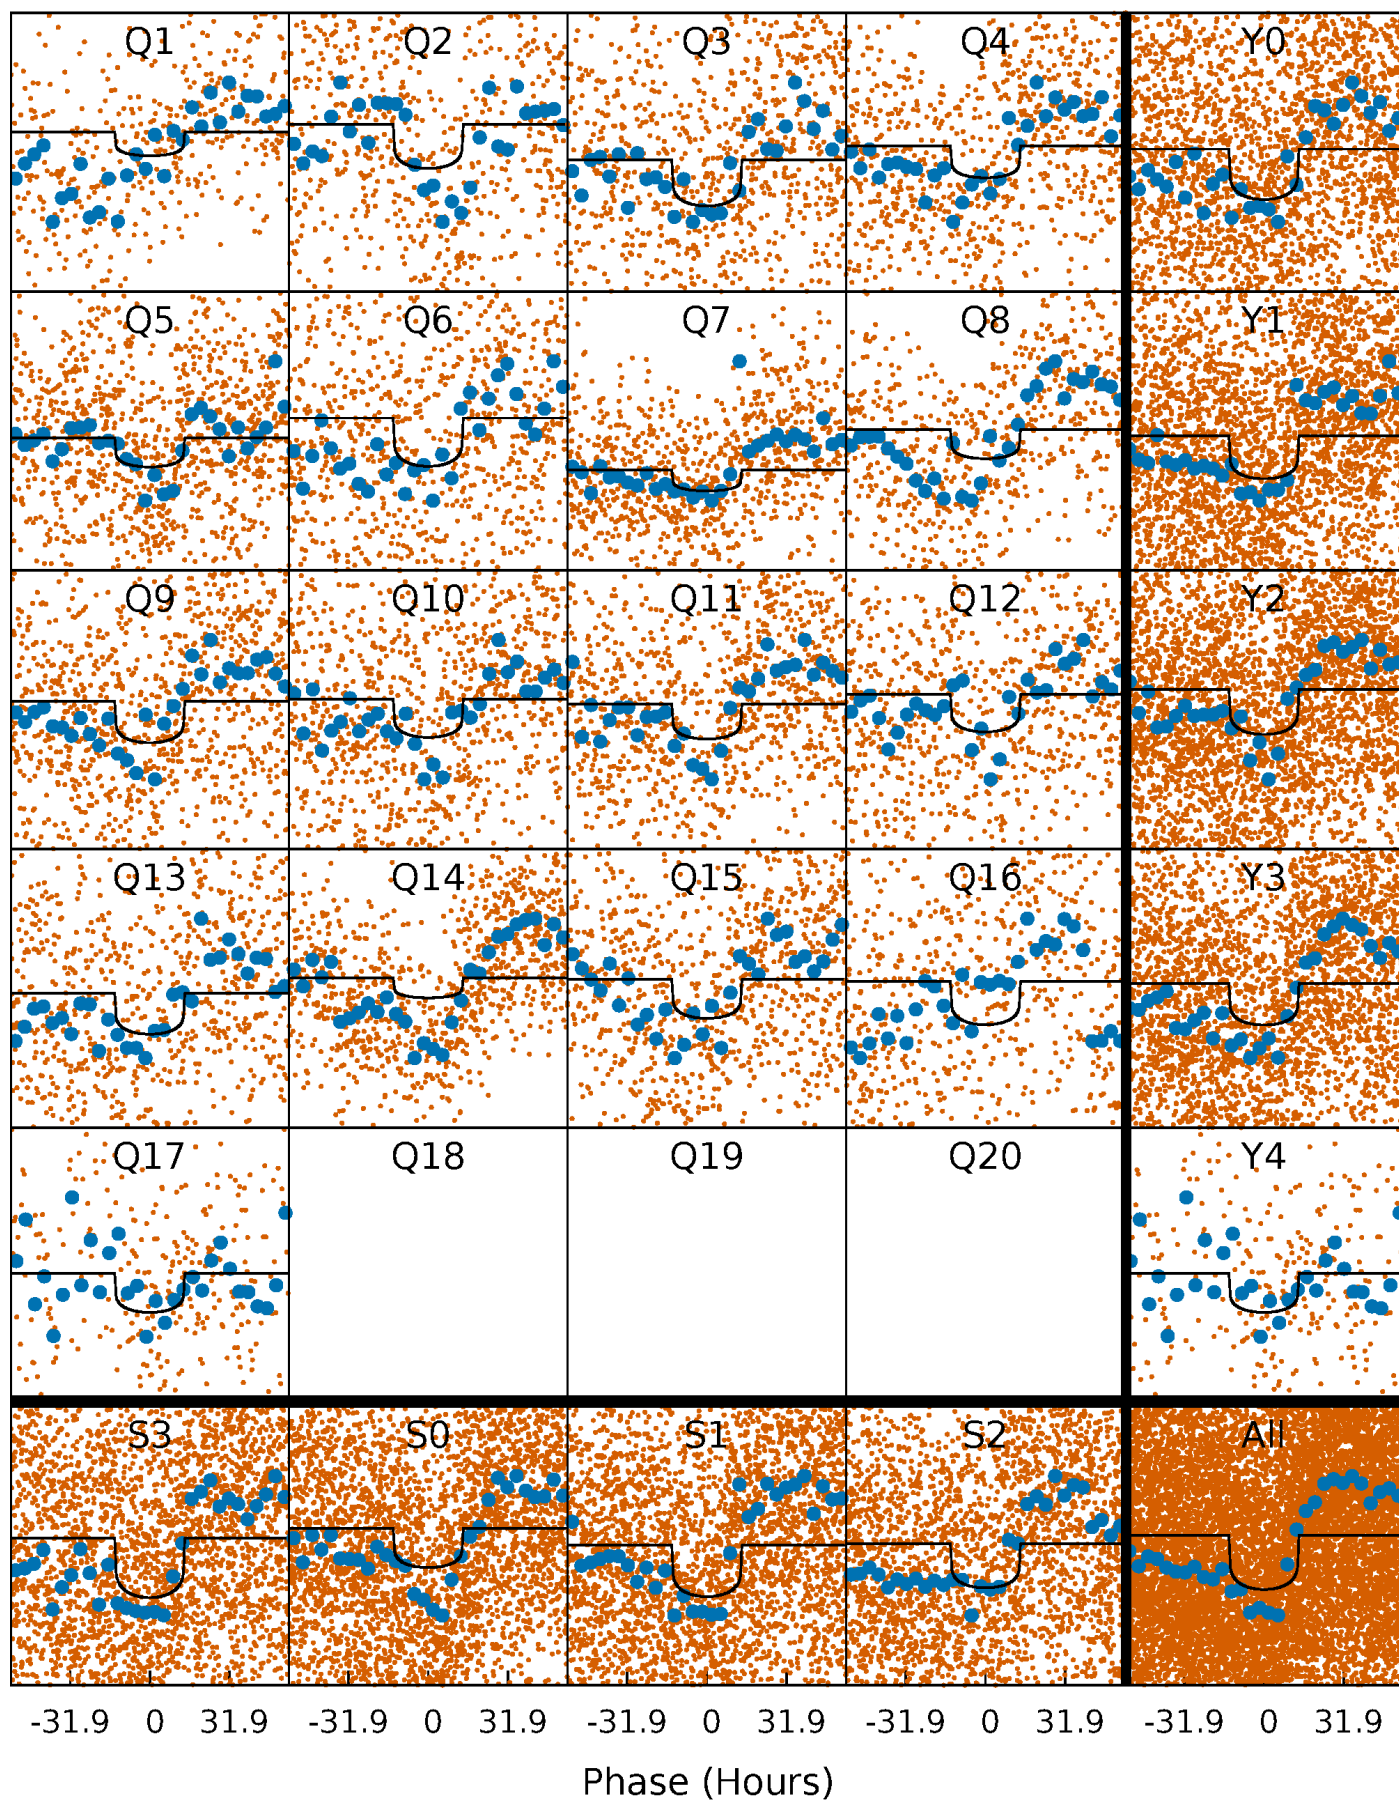 Q1 Q2 Q3 Q4 Y0
Q5 Q6 Q7 Q8 Y1
Q9 Q10 Q11 Q12 Y2
Q13 Q14 Q15 Q16 Y3
Q17 Q18 Q19 Q20 Y4
S3 S0 S1 S2 All
-31.9 0 31.9 -31.9 0 31.9 -31.9 0 31.9 -31.9 0 31.9 -31.9 0 31.9
Phase (Hours)